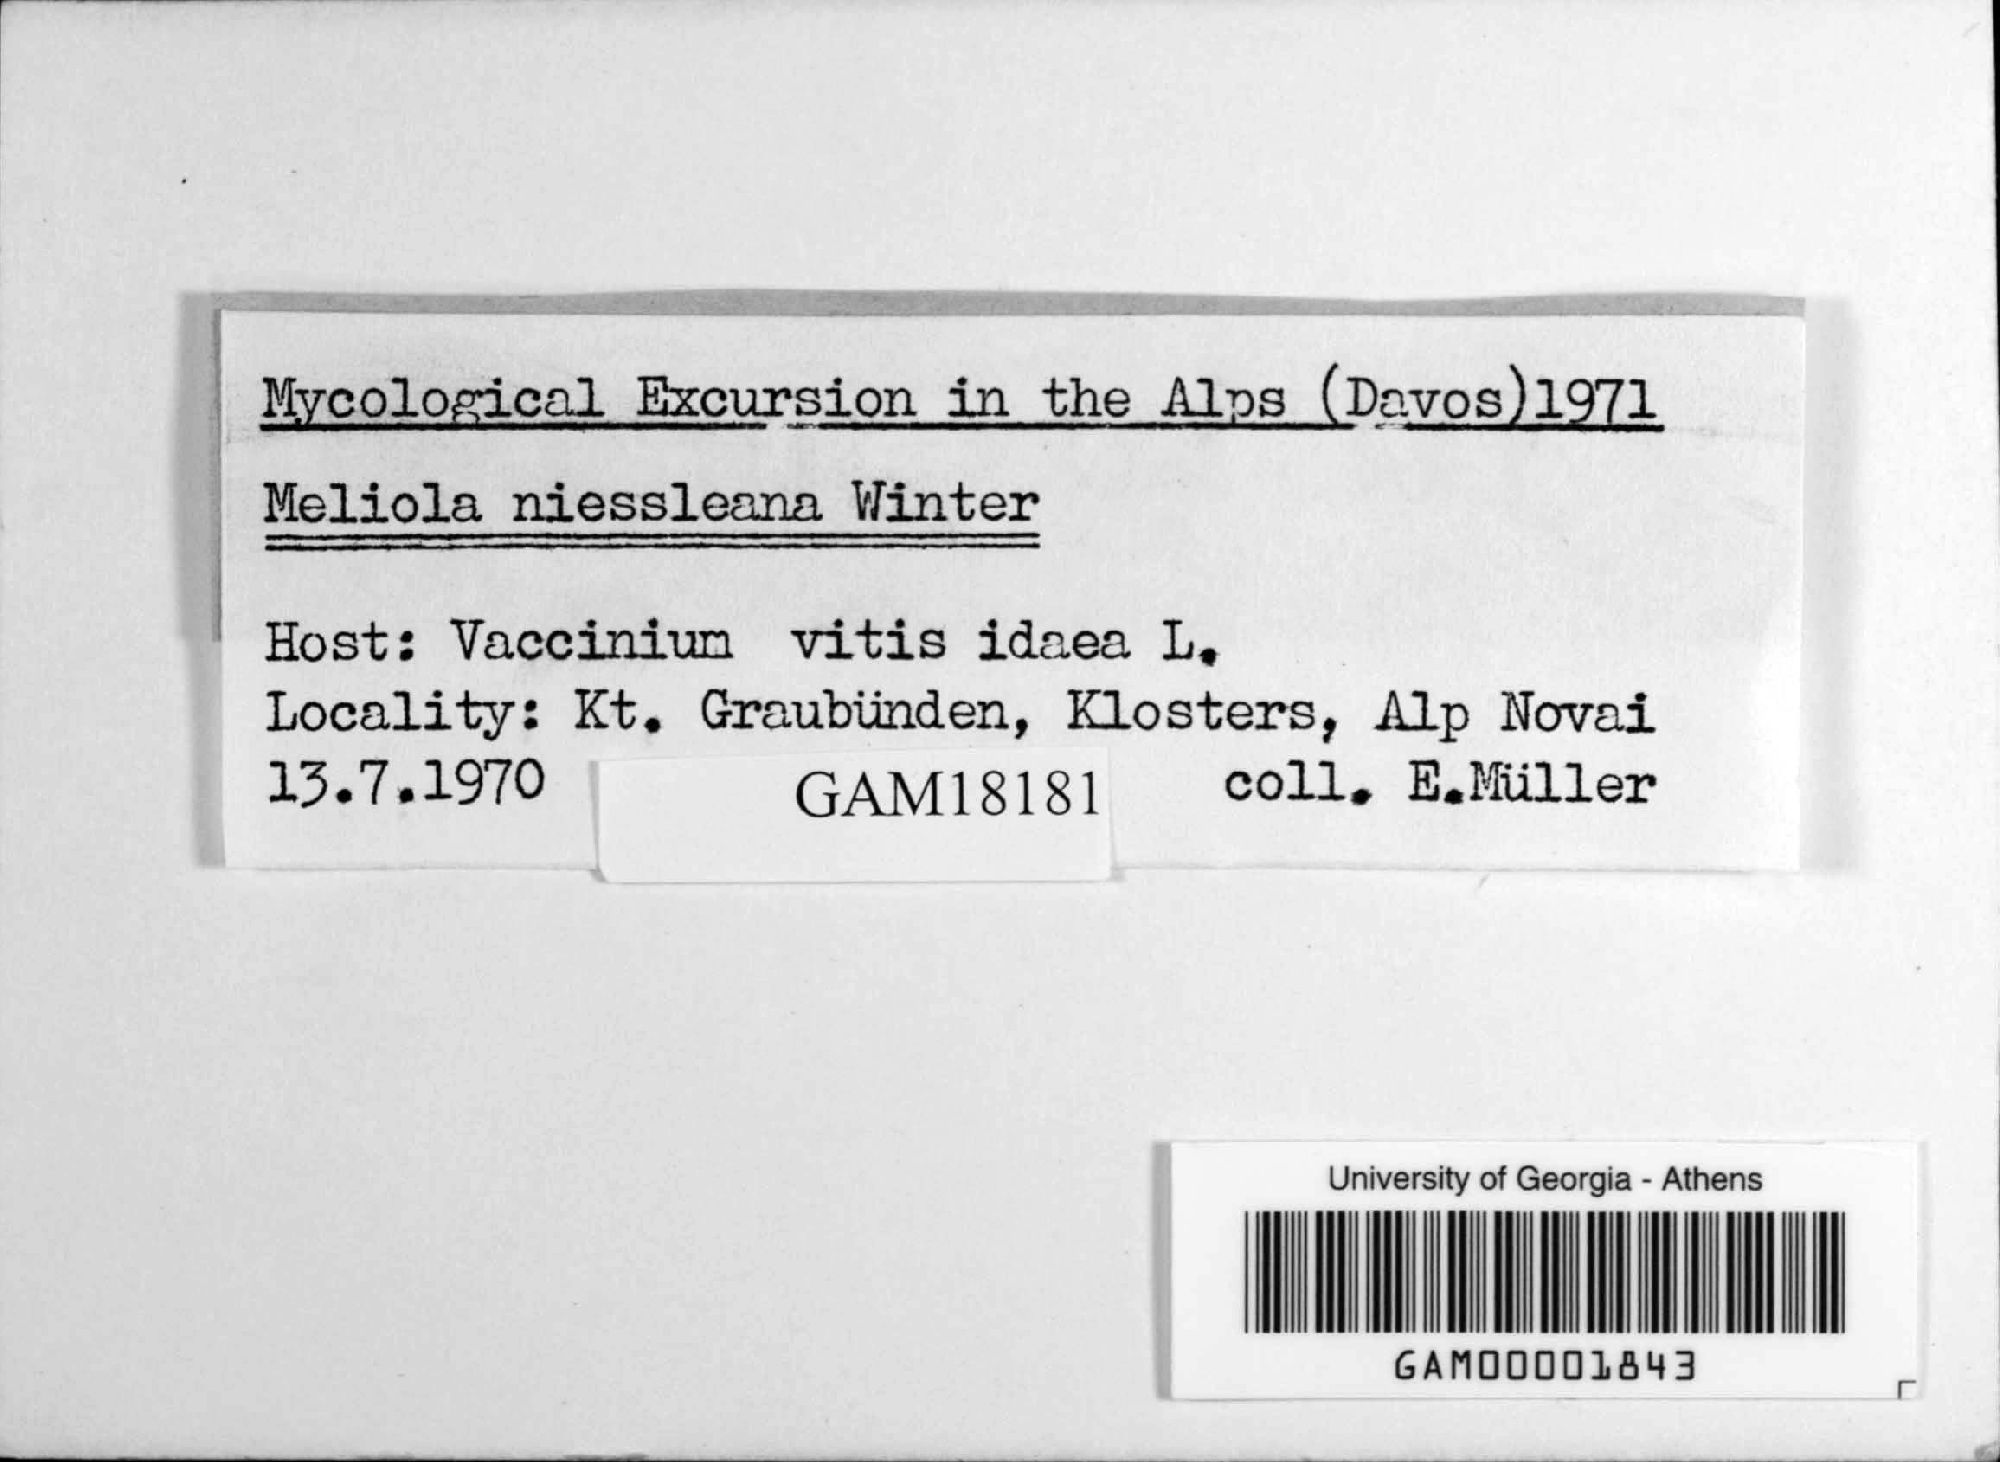 Mycological Excursion in the Alps (Davos)1971
Meliola niessleana Winter
Host: Vaccinium vitis idaea L.
Locality: Kt. Graubünden, Klosters, Alp Novai
13.7.1970 GAM18181 coll. E.Müller
University of Georgia - Athens
GAM00001843